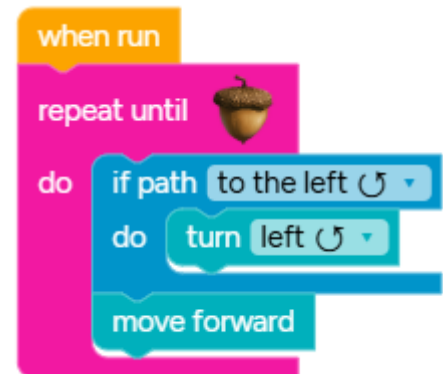 when run
repeat until
do if path to the left ↺ ▾
do turn left ↺ ▾
move forward